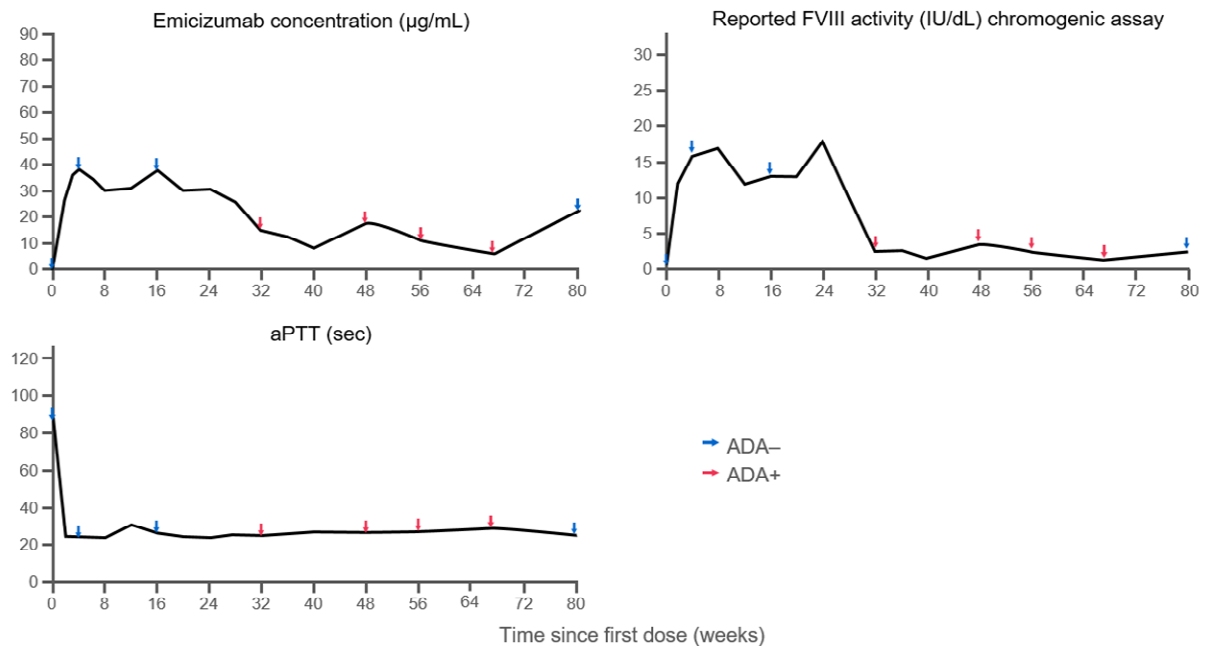 Emicizumab concentration (µg/mL)
90
80
70
60
50
40
30
20
10
0
0 8 16 24 32 40 48 56 64 72 80
Reported FVIII activity (IU/dL) chromogenic assay
30
25
20
15
10
5
0
0 8 16 24 32 40 48 56 64 72 80
aPTT (sec)
120
100
80
60
40
20
0
0 8 16 24 32 40 48 56 64 72 80
ADA–
ADA+
Time since first dose (weeks)